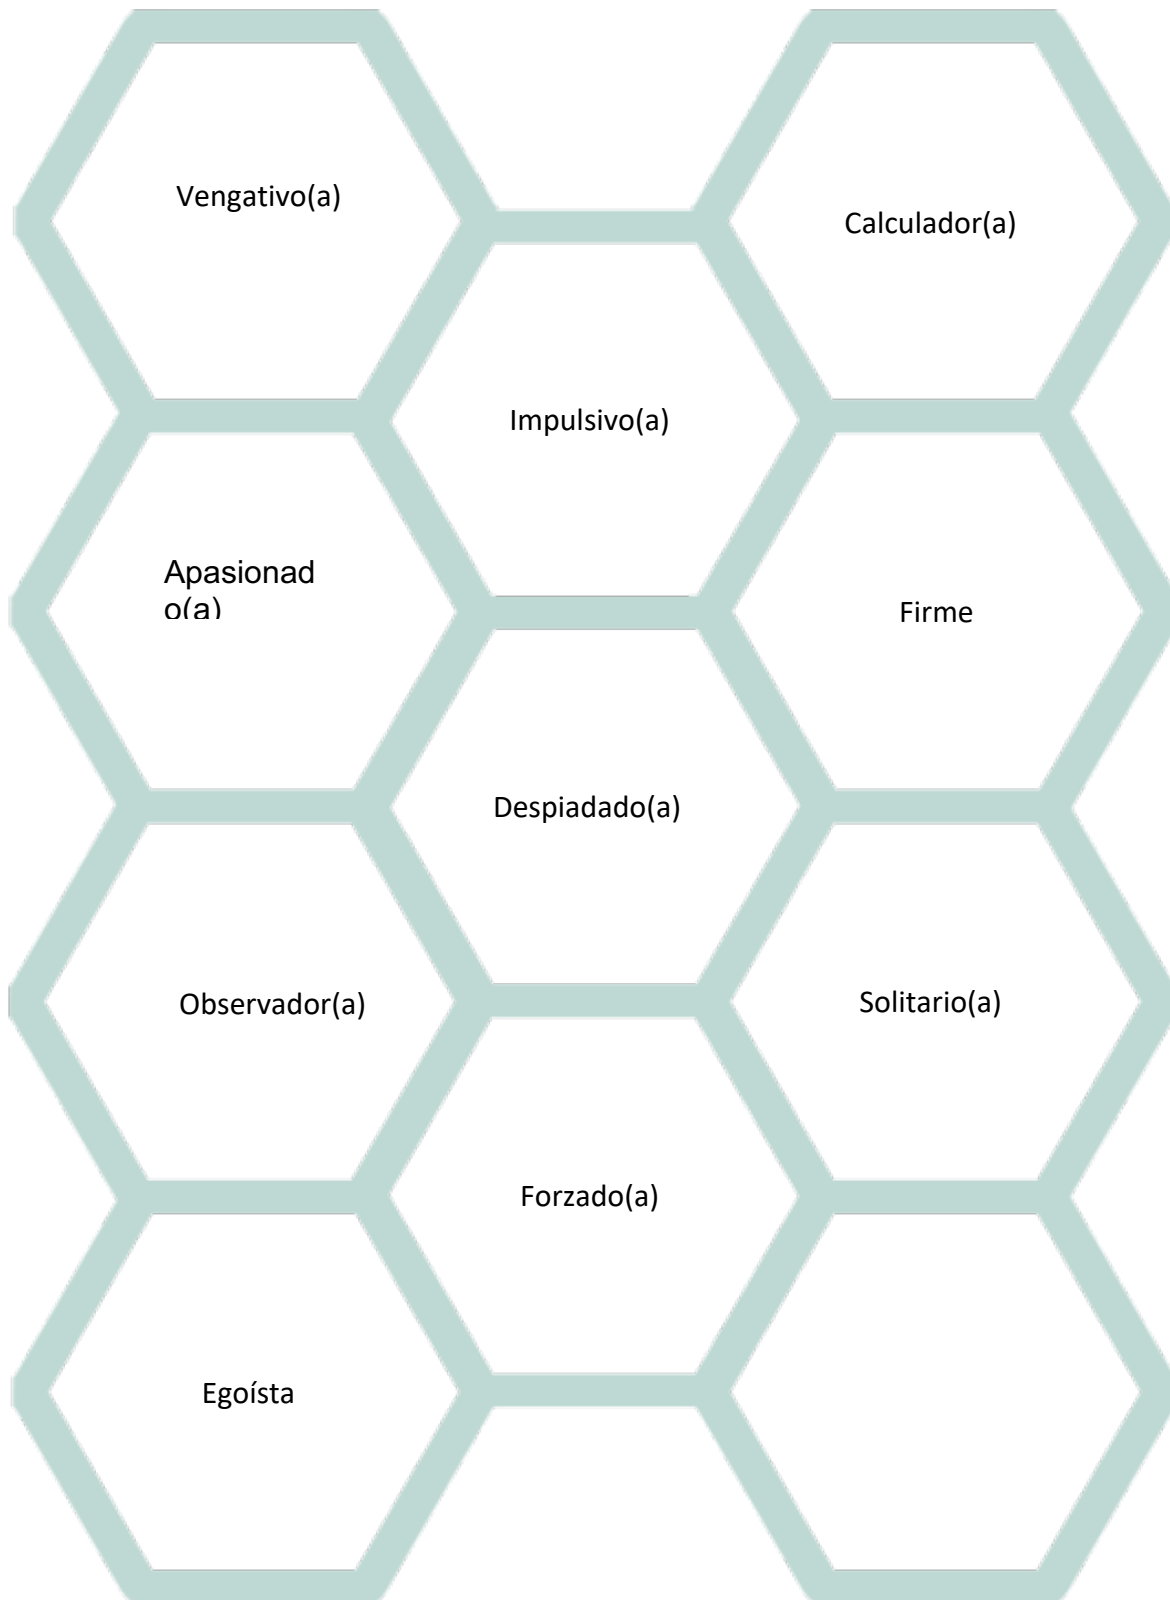 Vengativo(a)
Calculador(a)
Impulsivo(a)
Apasionad
o(a)
Firme
Despiadado(a)
Observador(a)
Solitario(a)
Forzado(a)
Egoísta